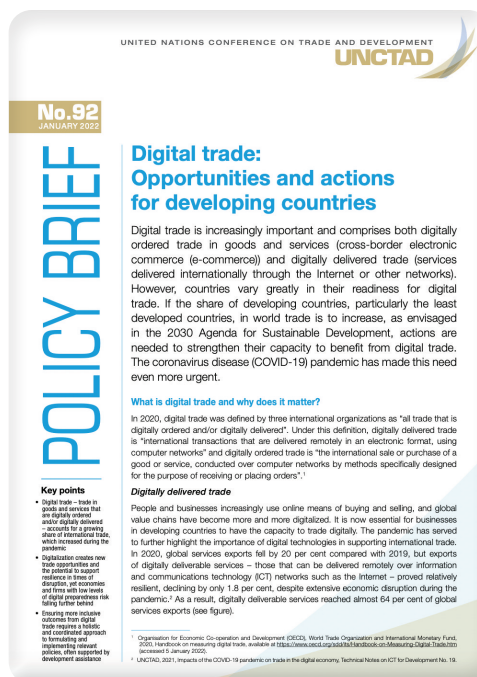 UNITED NATIONS CONFERENCE ON TRADE AND DEVELOPMENT
UNCTAD
No.92
JANUARY 2022
POLICY BRIEF
Digital trade:
Opportunities and actions
for developing countries
Digital trade is increasingly important and comprises both digitally
ordered trade in goods and services (cross-border electronic
commerce (e-commerce)) and digitally delivered trade (services
delivered internationally through the Internet or other networks).
However, countries vary greatly in their readiness for digital
trade. If the share of developing countries, particularly the least
developed countries, in world trade is to increase, as envisaged
in the 2030 Agenda for Sustainable Development, actions are
needed to strengthen their capacity to benefit from digital trade.
The coronavirus disease (COVID-19) pandemic has made this need
even more urgent.
What is digital trade and why does it matter?
In 2020, digital trade was defined by three international organizations as “all trade that is
digitally ordered and/or digitally delivered”. Under this definition, digitally delivered trade
is “international transactions that are delivered remotely in an electronic format, using
computer networks” and digitally ordered trade is “the international sale or purchase of a
good or service, conducted over computer networks by methods specifically designed
for the purpose of receiving or placing orders”.1
Digitally delivered trade
People and businesses increasingly use online means of buying and selling, and global
value chains have become more and more digitalized. It is now essential for businesses
in developing countries to have the capacity to trade digitally. The pandemic has served
to further highlight the importance of digital technologies in supporting international trade.
In 2020, global services exports fell by 20 per cent compared with 2019, but exports
of digitally deliverable services – those that can be delivered remotely over information
and communications technology (ICT) networks such as the Internet – proved relatively
resilient, declining by only 1.8 per cent, despite extensive economic disruption during the
pandemic.2 As a result, digitally deliverable services reached almost 64 per cent of global
services exports (see figure).
Key points
• Digital trade – trade in
goods and services that
are digitally ordered
and/or digitally delivered
– accounts for a growing
share of international trade,
which increased during the
pandemic
• Digitalization creates new
trade opportunities and
the potential to support
resilience in times of
disruption, yet economies
and firms with low levels
of digital preparedness risk
falling further behind
• Ensuring more inclusive
outcomes from digital
trade requires a holistic
and coordinated approach
to formulating and
implementing relevant
policies, often supported by
development assistance
1 Organisation for Economic Co-operation and Development (OECD), World Trade Organization and International Monetary Fund,
2020, Handbook on measuring digital trade, available at https://www.oecd.org/sdd/its/Handbook-on-Measuring-Digital-Trade.htm
(accessed 5 January 2022).
2 UNCTAD, 2021, Impacts of the COVID-19 pandemic on trade in the digital economy, Technical Notes on ICT for Development No. 19.